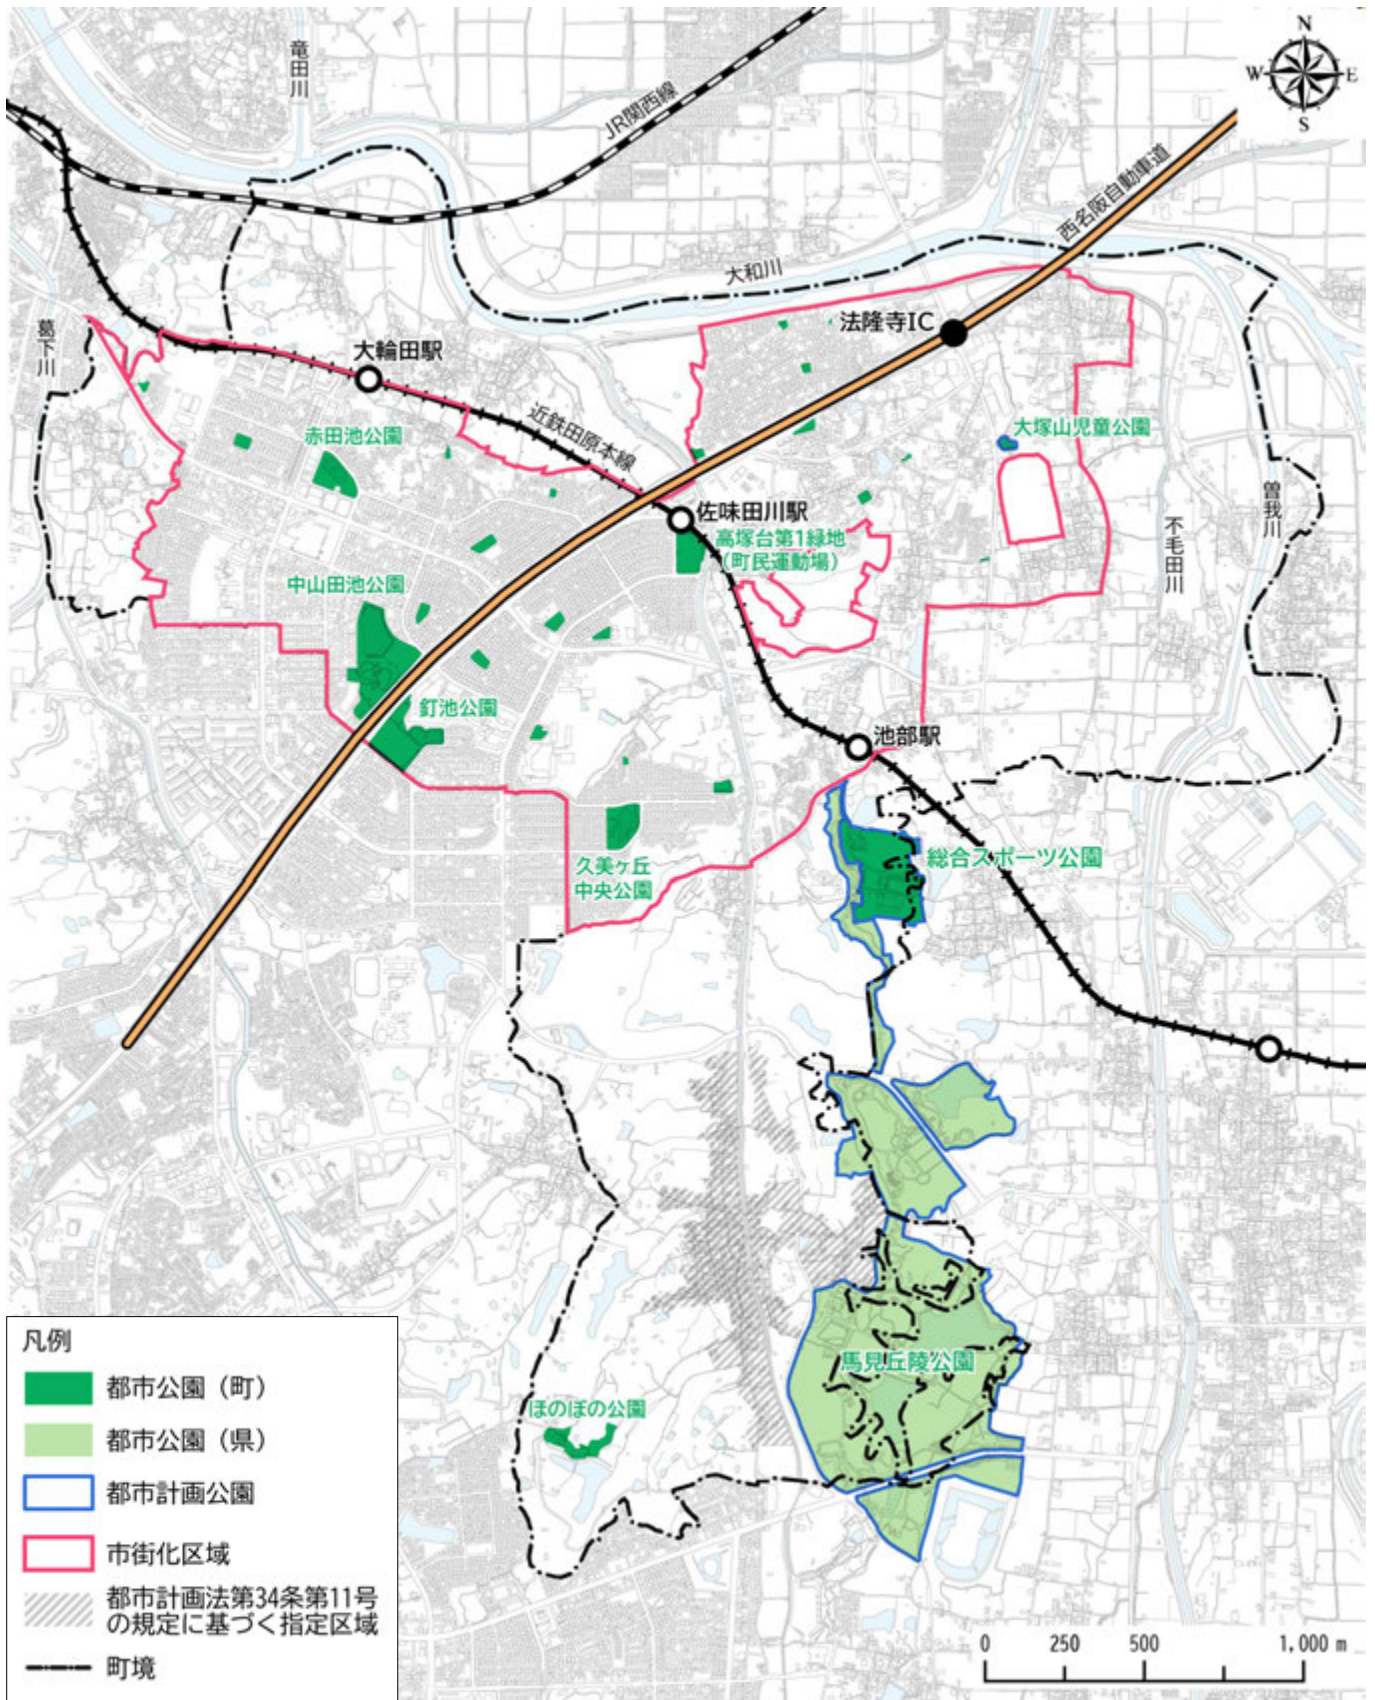 N
W
E
S
竜田川
JR関西線
西名阪自動車道
大和川
法隆寺IC
葛下川
大輪田駅
近鉄田原本線
赤田池公園
大塚山児童公園
曽我川
不毛田川
佐味田川駅
高塚台第1緑地
（町民運動場）
中山田池公園
釘池公園
池部駅
総合スポーツ公園
久美ヶ丘
中央公園
馬見丘陵公園
ほのぼの公園
凡例
都市公園（町）
都市公園（県）
都市計画公園
市街化区域
都市計画法第34条第11号
の規定に基づく指定区域
町境
0 250 500 1,000 m